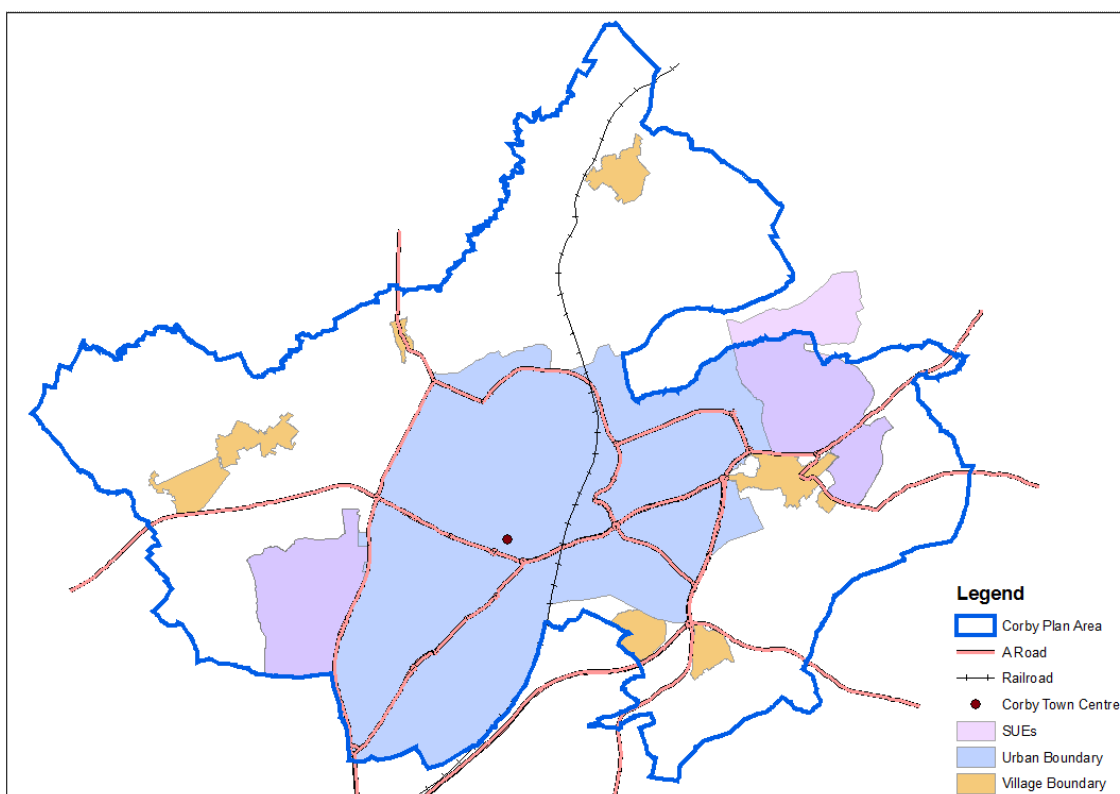 Legend
Corby Plan Area
A Road
Railroad
Corby Town Centre
SUEs
Urban Boundary
Village Boundary